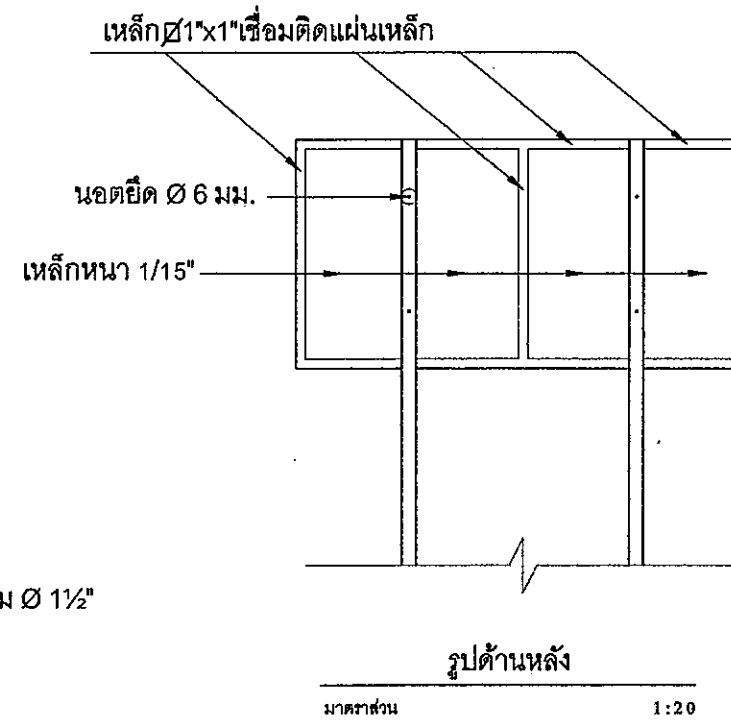 เหล็ก⌀1"x1"เชื่อมติดแผ่นเหล็ก
นอตยึด Ø 6 มม.
เหล็กหนา 1/15"
ม Ø 1½"
รูปด้านหลัง
มาตราส่วน 1:20